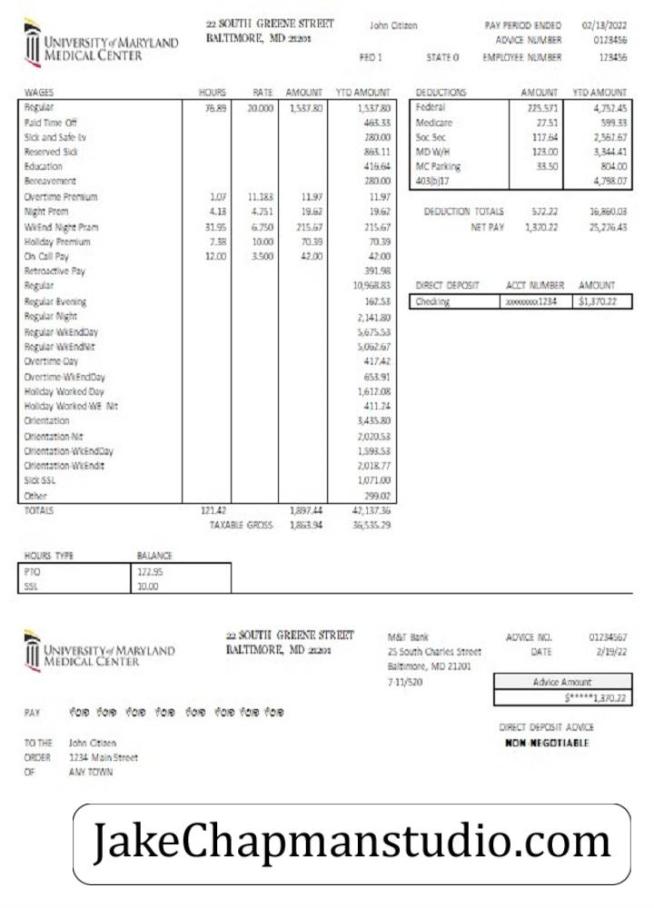 UNIVERSITY of MARYLAND
MEDICAL CENTER
22 SOUTH GREENE STREET
BALTIMORE, MD 21201
John Citizen
PAY PERIOD ENDED 02/13/2022
ADVICE NUMBER 0123456
FED 1 STATE 0 EMPLOYEE NUMBER 123456
WAGES HOURS RATE AMOUNT YTD AMOUNT
Regular 76.89 20.000 1,537.80 1,537.80
Paid Time Off 463.33
Sick and Safe Lv 280.00
Reserved Sick 863.11
Education 416.64
Bereavement 280.00
Overtime Premium 1.07 11.183 11.97 11.97
Night Prem 4.13 4.751 19.62 19.62
WkEnd Night Pram 31.95 6.750 215.67 215.67
Holiday Premium 7.38 10.00 70.39 70.39
On Call Pay 12.00 3.500 42.00 42.00
Retroactive Pay 391.98
Regular 10,968.83
Regular Evening 162.53
Regular Night 2,141.80
Regular WkEndDay 5,675.53
Regular WkEndNit 5,062.67
Overtime-Day 417.42
Overtime-WkEndDay 653.91
Holiday Worked-Day 1,612.08
Holiday Worked-WE Nit 411.24
Orientation 3,435.80
Orientation-Nit 2,020.53
Orientation-WkEndDay 1,593.53
Orientation-WkEndit 2,018.77
Sick SSL 1,071.00
Other 299.02
TOTALS 121.42 1,897.44 42,137.36
TAXABLE GROSS 1,863.94 36,535.29
DEDUCTIONS AMOUNT YTD AMOUNT
Federal 225.571 4,752.45
Medicare 27.51 599.33
Soc Sec 117.64 2,562.67
MD W/H 123.00 3,344.41
MC Parking 33.50 804.00
403(b)17 4,798.07
DEDUCTION TOTALS 572.22 16,860.03
NET PAY 1,370.22 25,276.43
DIRECT DEPOSIT ACCT NUMBER AMOUNT
Checking 1234 $1,370.22
HOURS TYPE BALANCE
PTO 172.95
SSL 10.00
UNIVERSITY of MARYLAND
MEDICAL CENTER
22 SOUTH GREENE STREET
BALTIMORE, MD 21201
M&T Bank
25 South Charles Street
Baltimore, MD 21201
7-11/520
ADVICE NO. 01234567
DATE 2/19/22
Advice Amount
$*****1,370.22
DIRECT DEPOSIT ADVICE
NON-NEGOTIABLE
PAY
TO THE John Citizen
ORDER 1234 Main Street
OF ANY TOWN
JakeChapmanstudio.com